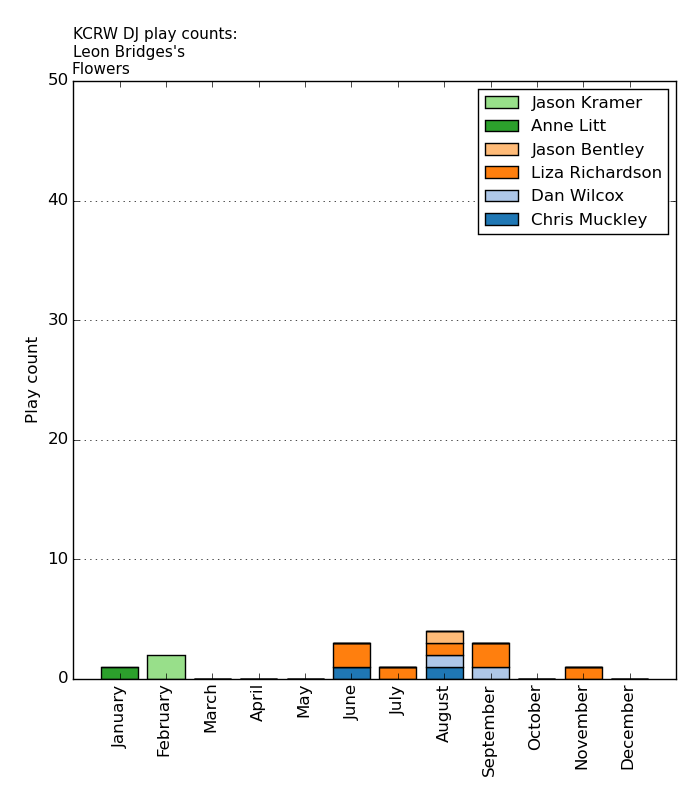 KCRW DJ play counts:
Leon Bridges's
Flowers
Jason Kramer
Anne Litt
Jason Bentley
Liza Richardson
Dan Wilcox
Chris Muckley
Play count
50
40
30
20
10
0
January
February
March
April
May
June
July
August
September
October
November
December